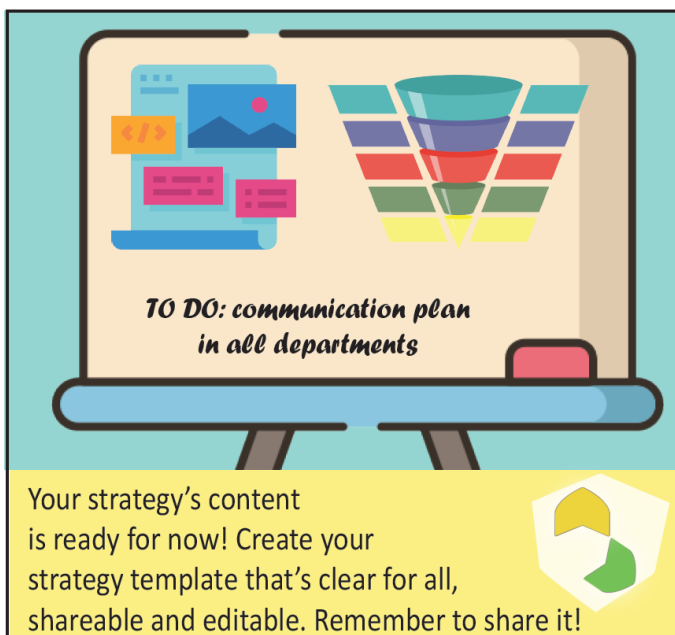 </>
TO DO: communication plan
in all departments
Your strategy's content
is ready for now! Create your
strategy template that's clear for all,
shareable and editable. Remember to share it!